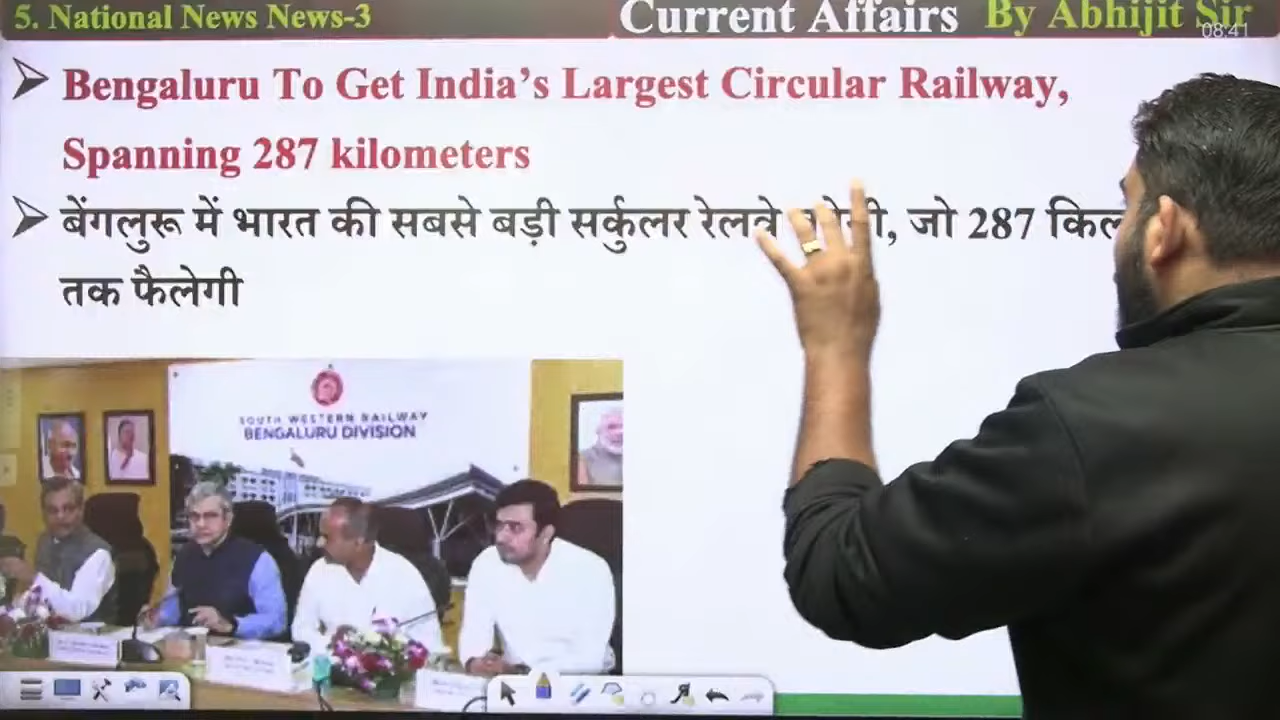 5. National News News-3
Current Affairs By Abhijit Sir
08:41
Bengaluru To Get India's Largest Circular Railway,
Spanning 287 kilometers
बेंगलुरू में भारत की सबसे बड़ी सर्कुलर रेलवे जो 287
तक फैलेगी
SOUTH WESTERN RAILWAY
BENGALURU DIVISION